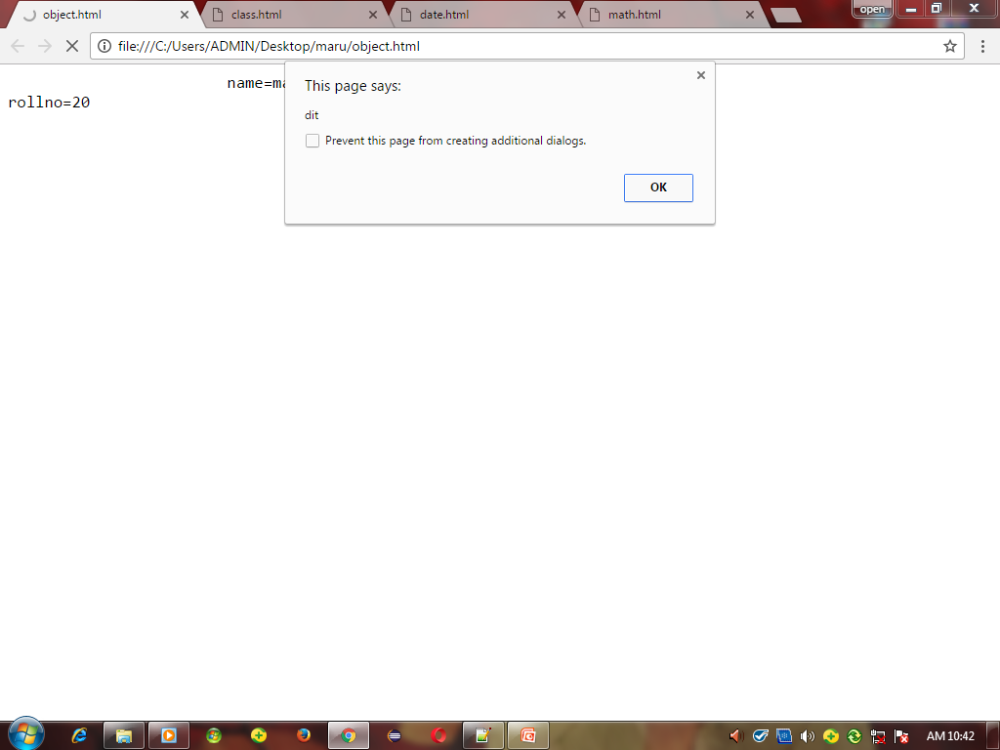 object.html
class.html
date.html
math.html
open
file:///C:/Users/ADMIN/Desktop/maru/object.html
This page says:
dit
Prevent this page from creating additional dialogs.
OK
name=ma
rollno=20
AM 10:42